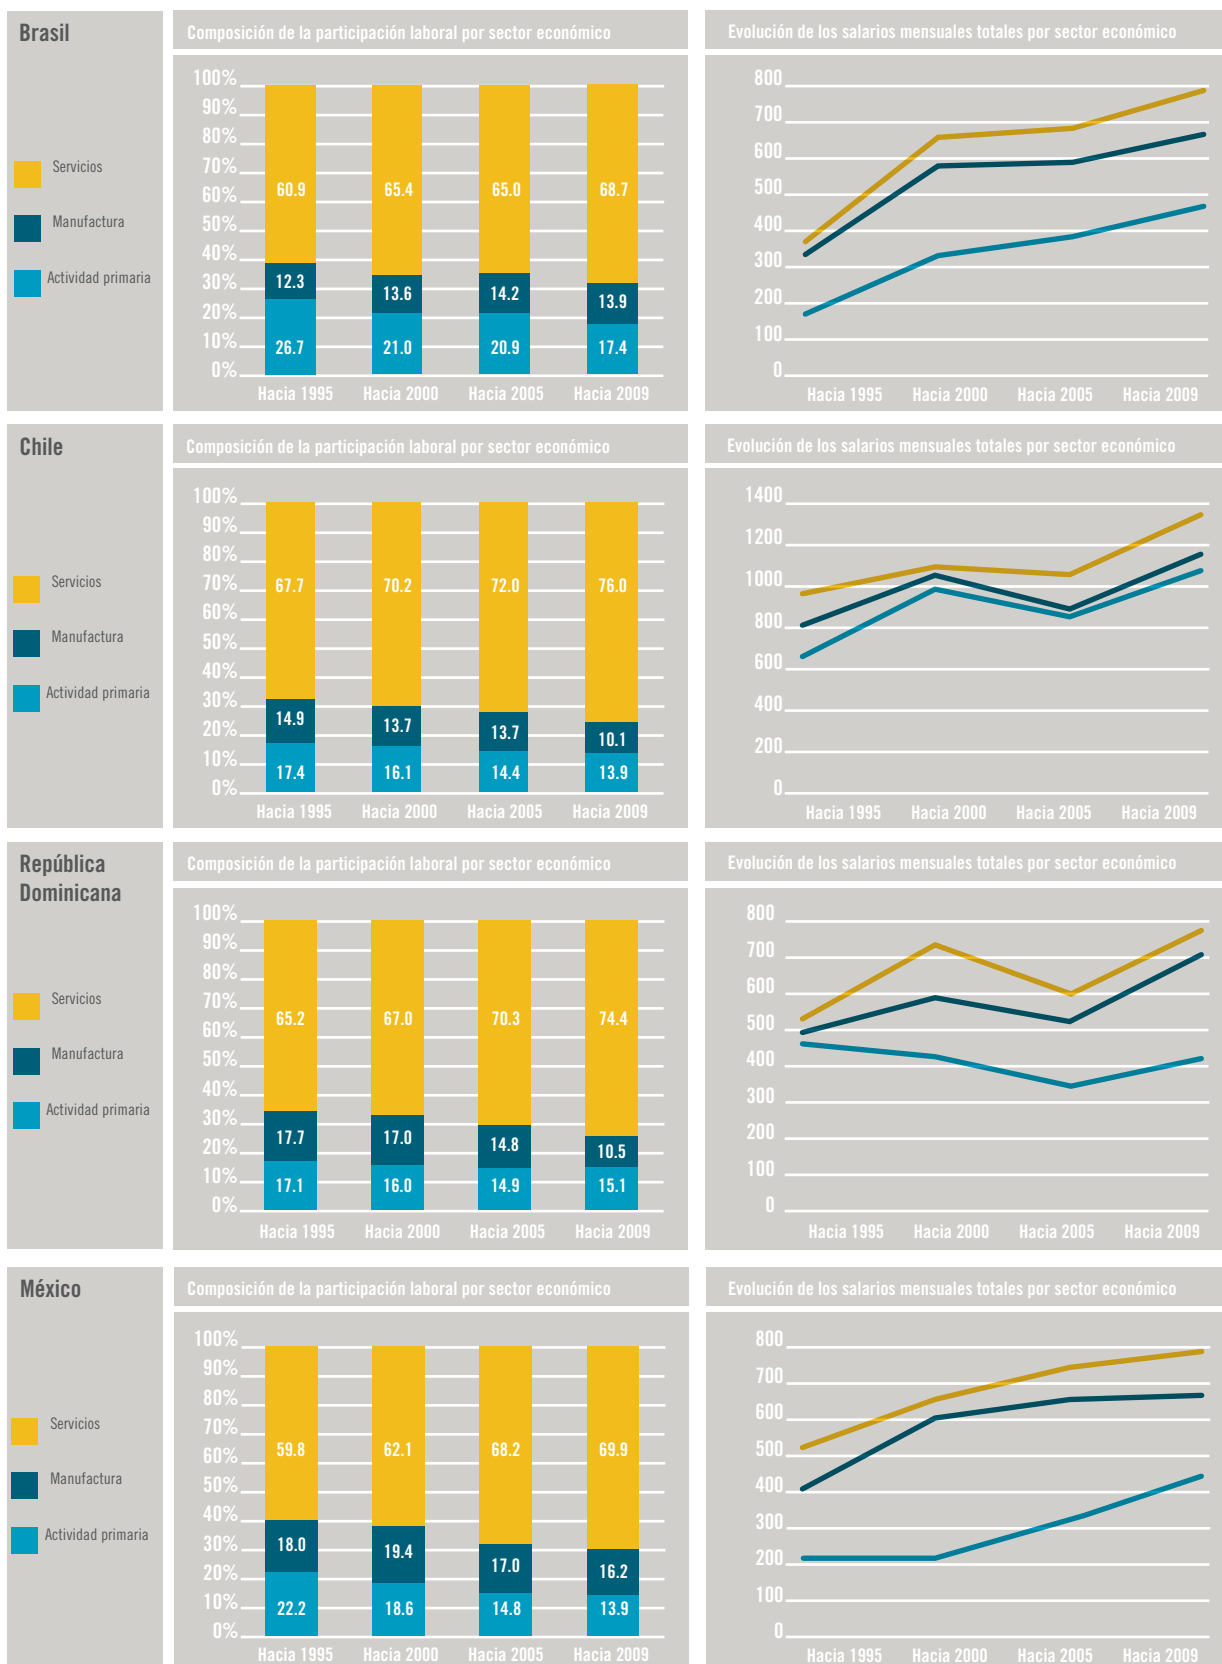 Brasil
Composición de la participación laboral por sector económico
Evolución de los salarios mensuales totales por sector económico
Servicios
Manufactura
Actividad primaria
100%
90%
80%
70%
60%
50%
40%
30%
20%
10%
0%
60.9
65.4
65.0
68.7
12.3
13.6
14.2
13.9
26.7
21.0
20.9
17.4
Hacia 1995
Hacia 2000
Hacia 2005
Hacia 2009
800
700
600
500
400
300
200
100
0
Hacia 1995
Hacia 2000
Hacia 2005
Hacia 2009
Chile
Composición de la participación laboral por sector económico
Evolución de los salarios mensuales totales por sector económico
Servicios
Manufactura
Actividad primaria
100%
90%
80%
70%
60%
50%
40%
30%
20%
10%
0%
67.7
70.2
72.0
76.0
14.9
13.7
13.7
10.1
17.4
16.1
14.4
13.9
Hacia 1995
Hacia 2000
Hacia 2005
Hacia 2009
1400
1200
1000
800
600
400
200
0
Hacia 1995
Hacia 2000
Hacia 2005
Hacia 2009
República
Dominicana
Composición de la participación laboral por sector económico
Evolución de los salarios mensuales totales por sector económico
Servicios
Manufactura
Actividad primaria
100%
90%
80%
70%
60%
50%
40%
30%
20%
10%
0%
65.2
67.0
70.3
74.4
17.7
17.0
14.8
10.5
17.1
16.0
14.9
15.1
Hacia 1995
Hacia 2000
Hacia 2005
Hacia 2009
800
700
600
500
400
300
200
100
0
Hacia 1995
Hacia 2000
Hacia 2005
Hacia 2009
México
Composición de la participación laboral por sector económico
Evolución de los salarios mensuales totales por sector económico
Servicios
Manufactura
Actividad primaria
100%
90%
80%
70%
60%
50%
40%
30%
20%
10%
0%
59.8
62.1
68.2
69.9
18.0
19.4
17.0
16.2
22.2
18.6
14.8
13.9
Hacia 1995
Hacia 2000
Hacia 2005
Hacia 2009
800
700
600
500
400
300
200
100
0
Hacia 1995
Hacia 2000
Hacia 2005
Hacia 2009